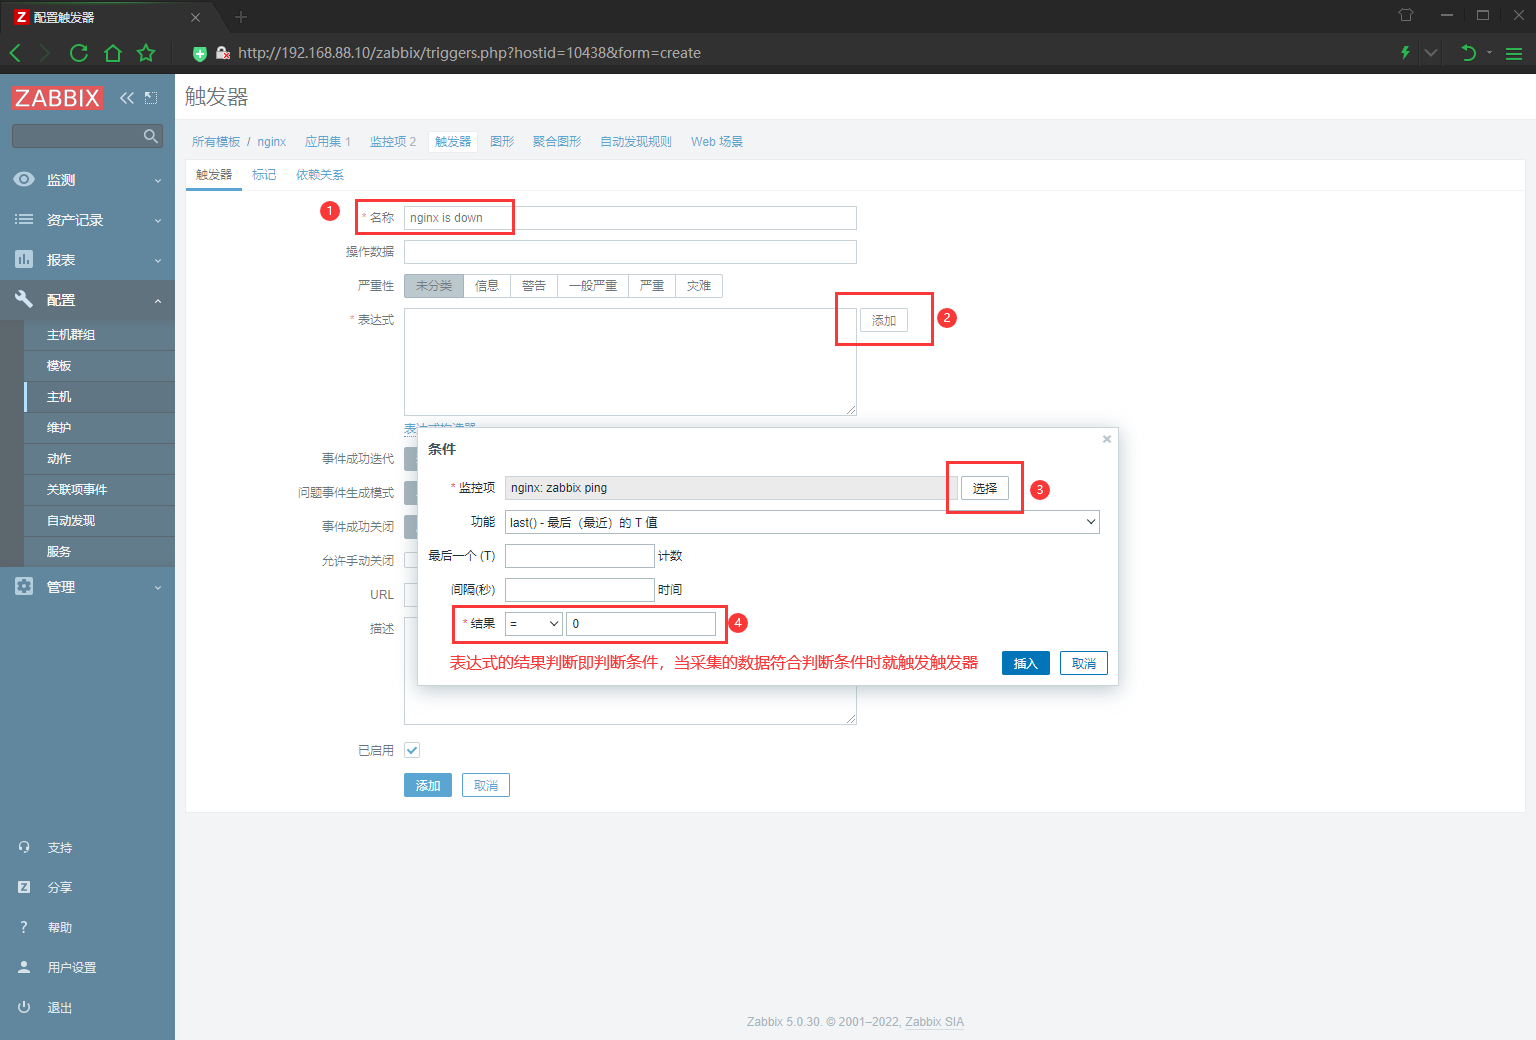 配置触发器
http://192.168.88.10/zabbix/triggers.php?hostid=10438&form=create
ZABBIX
监测
资产记录
报表
配置
主机群组
模板
主机
维护
动作
关联项事件
自动发现
服务
管理
支持
分享
帮助
用户设置
退出
触发器
所有模板 / nginx 应用集 1 监控项 2 触发器 图形 聚合图形 自动发现规则 Web 场景
触发器 标记 依赖关系
1
* 名称 nginx is down
操作数据
严重性 未分类 信息 警告 一般严重 严重 灾难
* 表达式 添加 2
事件成功迭代
问题事件生成模式
事件成功关闭
允许手动关闭
URL
描述
条件
* 监控项 nginx: zabbix ping 选择 3
功能 last() - 最后（最近）的 T 值
最后一个 (T) 计数
间隔(秒) 时间
* 结果 = 0 4
表达式的结果判断即判断条件，当采集的数据符合判断条件时就触发触发器
插入 取消
已启用
添加 取消
Zabbix 5.0.30. © 2001–2022, Zabbix SIA